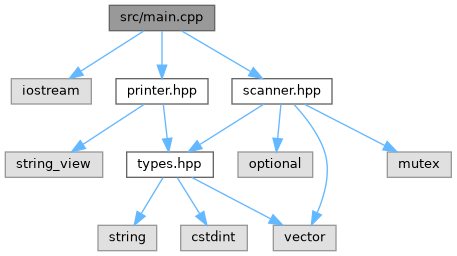 src/main.cpp
iostream
printer.hpp
scanner.hpp
string_view
types.hpp
optional
mutex
string
cstdint
vector